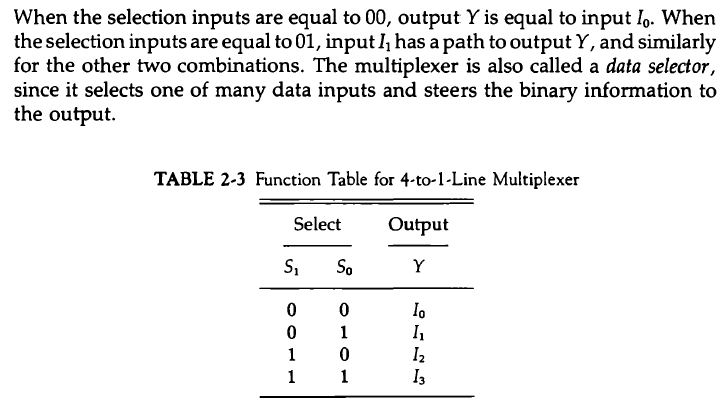 When the selection inputs are equal to 00, output Y is equal to input I₀. When
the selection inputs are equal to 01, input I₁ has a path to output Y, and similarly
for the other two combinations. The multiplexer is also called a data selector,
since it selects one of many data inputs and steers the binary information to
the output.
TABLE 2-3 Function Table for 4-to-1-Line Multiplexer
Select Output
S₁ S₀ Y
0 0 I₀
0 1 I₁
1 0 I₂
1 1 I₃